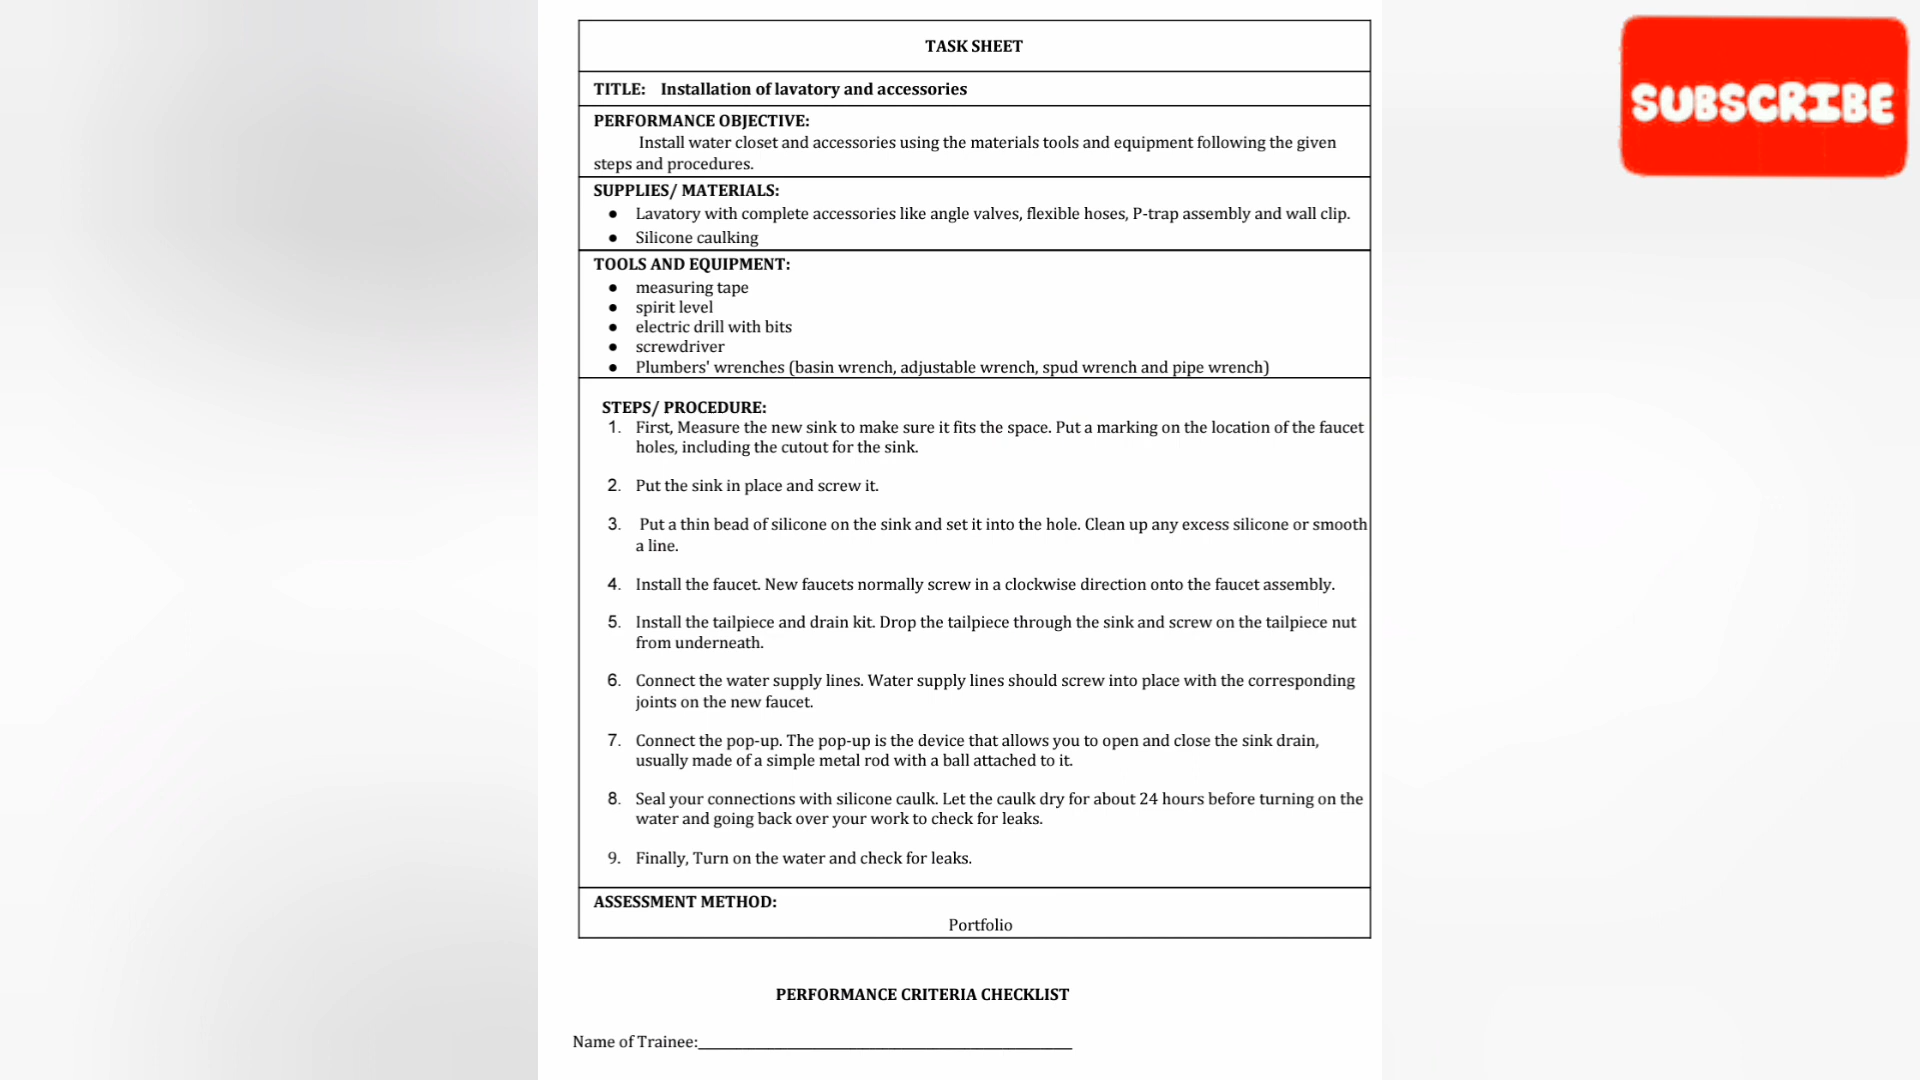 TASK SHEET
TITLE: Installation of lavatory and accessories
PERFORMANCE OBJECTIVE:
Install water closet and accessories using the materials tools and equipment following the given
steps and procedures.
SUPPLIES/ MATERIALS:
● Lavatory with complete accessories like angle valves, flexible hoses, P-trap assembly and wall clip.
● Silicone caulking
TOOLS AND EQUIPMENT:
● measuring tape
● spirit level
● electric drill with bits
● screwdriver
● Plumbers' wrenches (basin wrench, adjustable wrench, spud wrench and pipe wrench)
STEPS/ PROCEDURE:
1. First, Measure the new sink to make sure it fits the space. Put a marking on the location of the faucet
holes, including the cutout for the sink.
2. Put the sink in place and screw it.
3. Put a thin bead of silicone on the sink and set it into the hole. Clean up any excess silicone or smooth
a line.
4. Install the faucet. New faucets normally screw in a clockwise direction onto the faucet assembly.
5. Install the tailpiece and drain kit. Drop the tailpiece through the sink and screw on the tailpiece nut
from underneath.
6. Connect the water supply lines. Water supply lines should screw into place with the corresponding
joints on the new faucet.
7. Connect the pop-up. The pop-up is the device that allows you to open and close the sink drain,
usually made of a simple metal rod with a ball attached to it.
8. Seal your connections with silicone caulk. Let the caulk dry for about 24 hours before turning on the
water and going back over your work to check for leaks.
9. Finally, Turn on the water and check for leaks.
ASSESSMENT METHOD:
Portfolio
PERFORMANCE CRITERIA CHECKLIST
Name of Trainee:
SUBSCRIBE